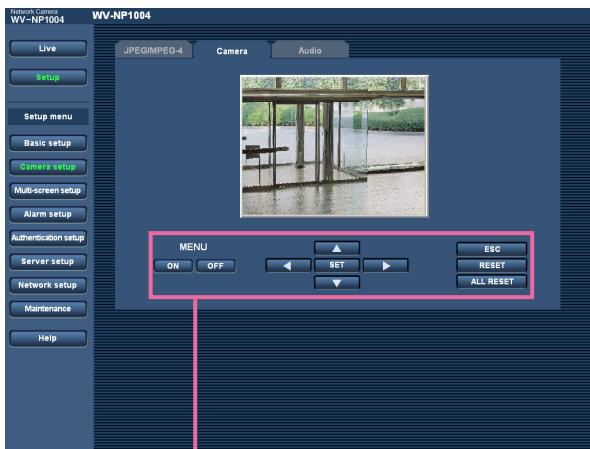 Network Camera
WV-NP1004
WV-NP1004
Live
Setup
Setup menu
Basic setup
Camera setup
Multi-screen setup
Alarm setup
Authentication setup
Server setup
Network setup
Maintenance
Help
JPEG/MPEG-4 Camera Audio
MENU
ON OFF
SET
ESC
RESET
ALL RESET